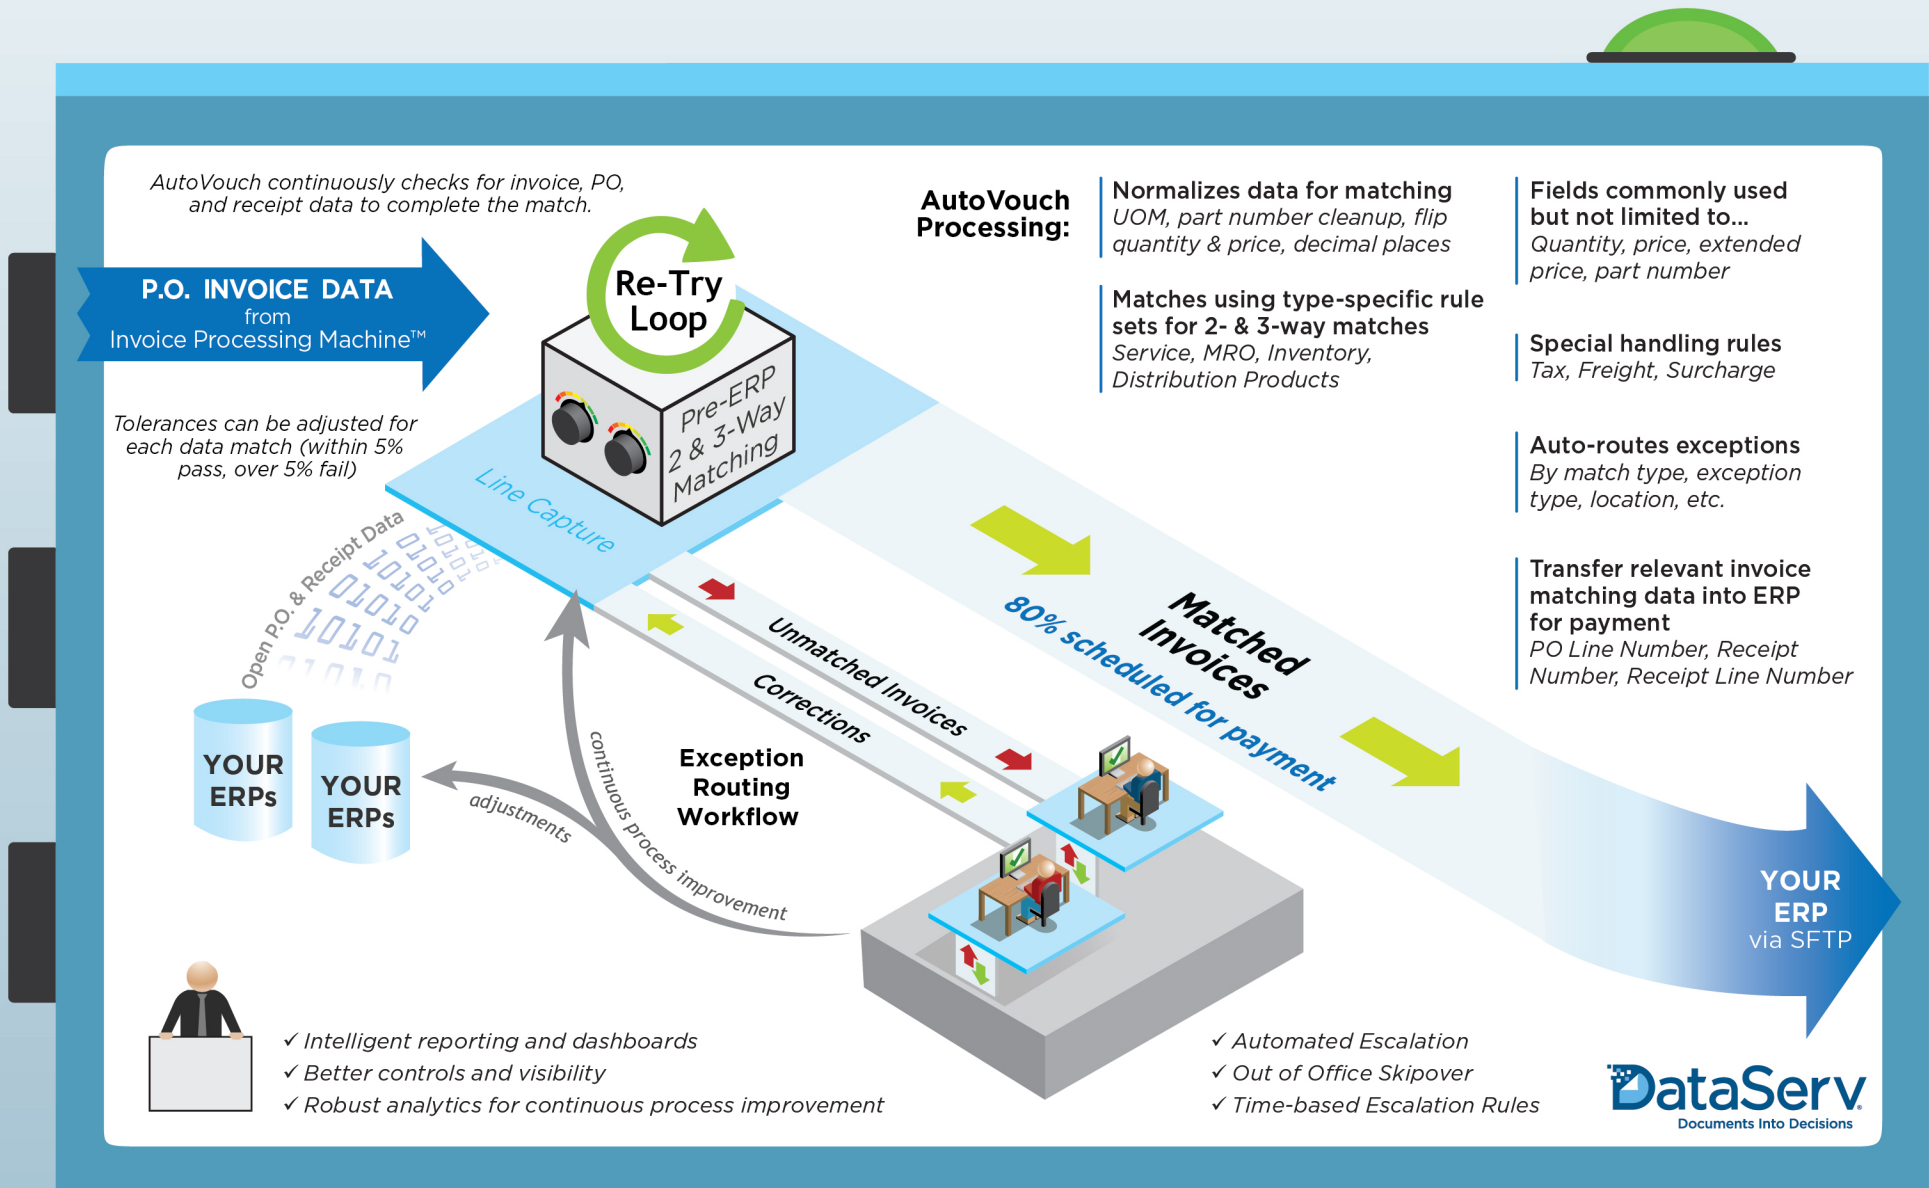 AutoVouch continuously checks for invoice, PO,
and receipt data to complete the match.
P.O. INVOICE DATA
from
Invoice Processing Machine™
Tolerances can be adjusted for
each data match (within 5%
pass, over 5% fail)
Re-Try
Loop
Pre-ERP
2 & 3-Way
Matching
Line Capture
Open P.O. & Receipt Data
01010
10101
YOUR
ERPs
YOUR
ERPs
adjustments
continuous process improvement
Exception
Routing
Workflow
Unmatched Invoices
Corrections
Matched
Invoices
80% scheduled for payment
AutoVouch
Processing:
Normalizes data for matching
UOM, part number cleanup, flip
quantity & price, decimal places
Matches using type-specific rule
sets for 2- & 3-way matches
Service, MRO, Inventory,
Distribution Products
Fields commonly used
but not limited to...
Quantity, price, extended
price, part number
Special handling rules
Tax, Freight, Surcharge
Auto-routes exceptions
By match type, exception
type, location, etc.
Transfer relevant invoice
matching data into ERP
for payment
PO Line Number, Receipt
Number, Receipt Line Number
YOUR
ERP
via SFTP
✓ Intelligent reporting and dashboards
✓ Better controls and visibility
✓ Robust analytics for continuous process improvement
✓ Automated Escalation
✓ Out of Office Skipover
✓ Time-based Escalation Rules
DataServ
Documents Into Decisions